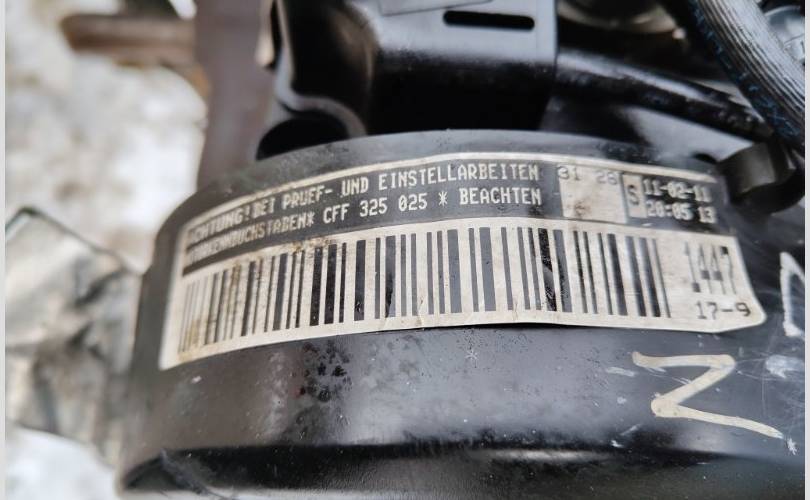 ACHTUNG! BEI PRUEF- UND EINSTELLARBEITEN 31 28 S 11-02-11
MOTORKENNBUCHSTABEN* CFF 325 025 * BEACHTEN 20:05 13
1447
17-9
N